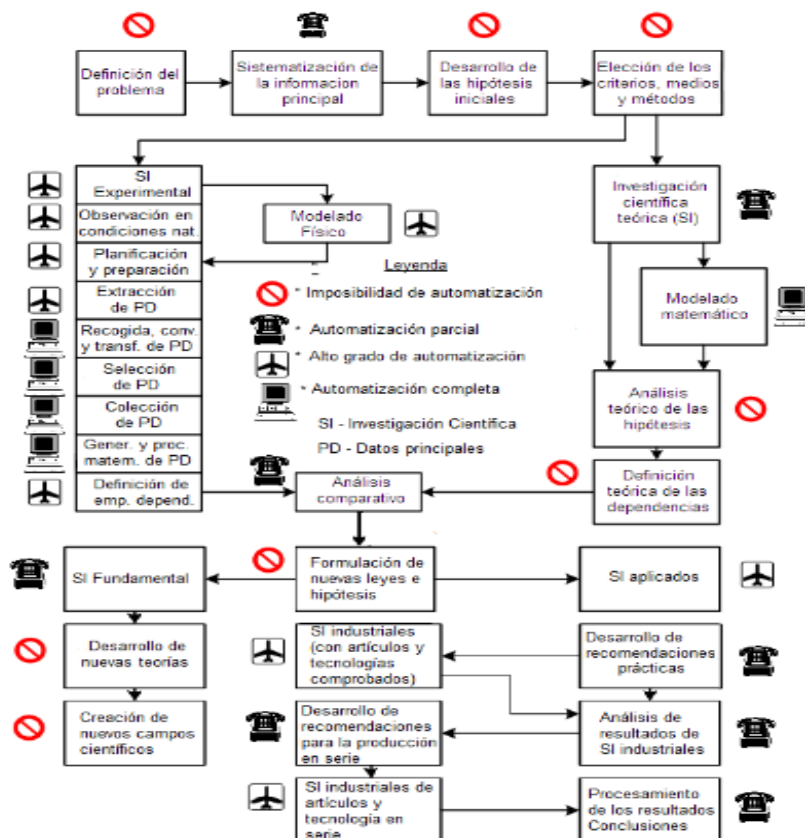 Definición del
problema
Sistematización de
la informacion
principal
Desarrollo de
las hipótesis
iniciales
Elección de los
criterios, medios
y métodos
SI
Experimental
Observación en
condiciones nat.
Planificación
y preparación
Extracción
de PD
Recogida, conv.
y transf. de PD
Selección
de PD
Colección
de PD
Gener. y proc.
matem. de PD
Definición de
emp. depend.
Modelado
Físico
Leyenda
* Imposibilidad de automatización
* Automatización parcial
* Alto grado de automatización
* Automatización completa
SI - Investigación Científica
PD - Datos principales
Investigación
científica
teórica (SI)
Modelado
matemático
Análisis
teórico de las
hipótesis
Definición
teórica de las
dependencias
Análisis
comparativo
SI Fundamental
Formulación de
nuevas leyes e
hipótesis
SI aplicados
Desarrollo de
nuevas teorías
SI industriales
(con artículos y
tecnologías
comprobados)
Desarrollo de
recomendaciones
prácticas
Creación de
nuevos campos
científicos
Desarrollo de
recomendaciones
para la producción
en serie
Análisis de
resultados de
SI industriales
SI industriales de
artículos y
tecnología en
serie
Procesamiento
de los resultados
Conclusiones